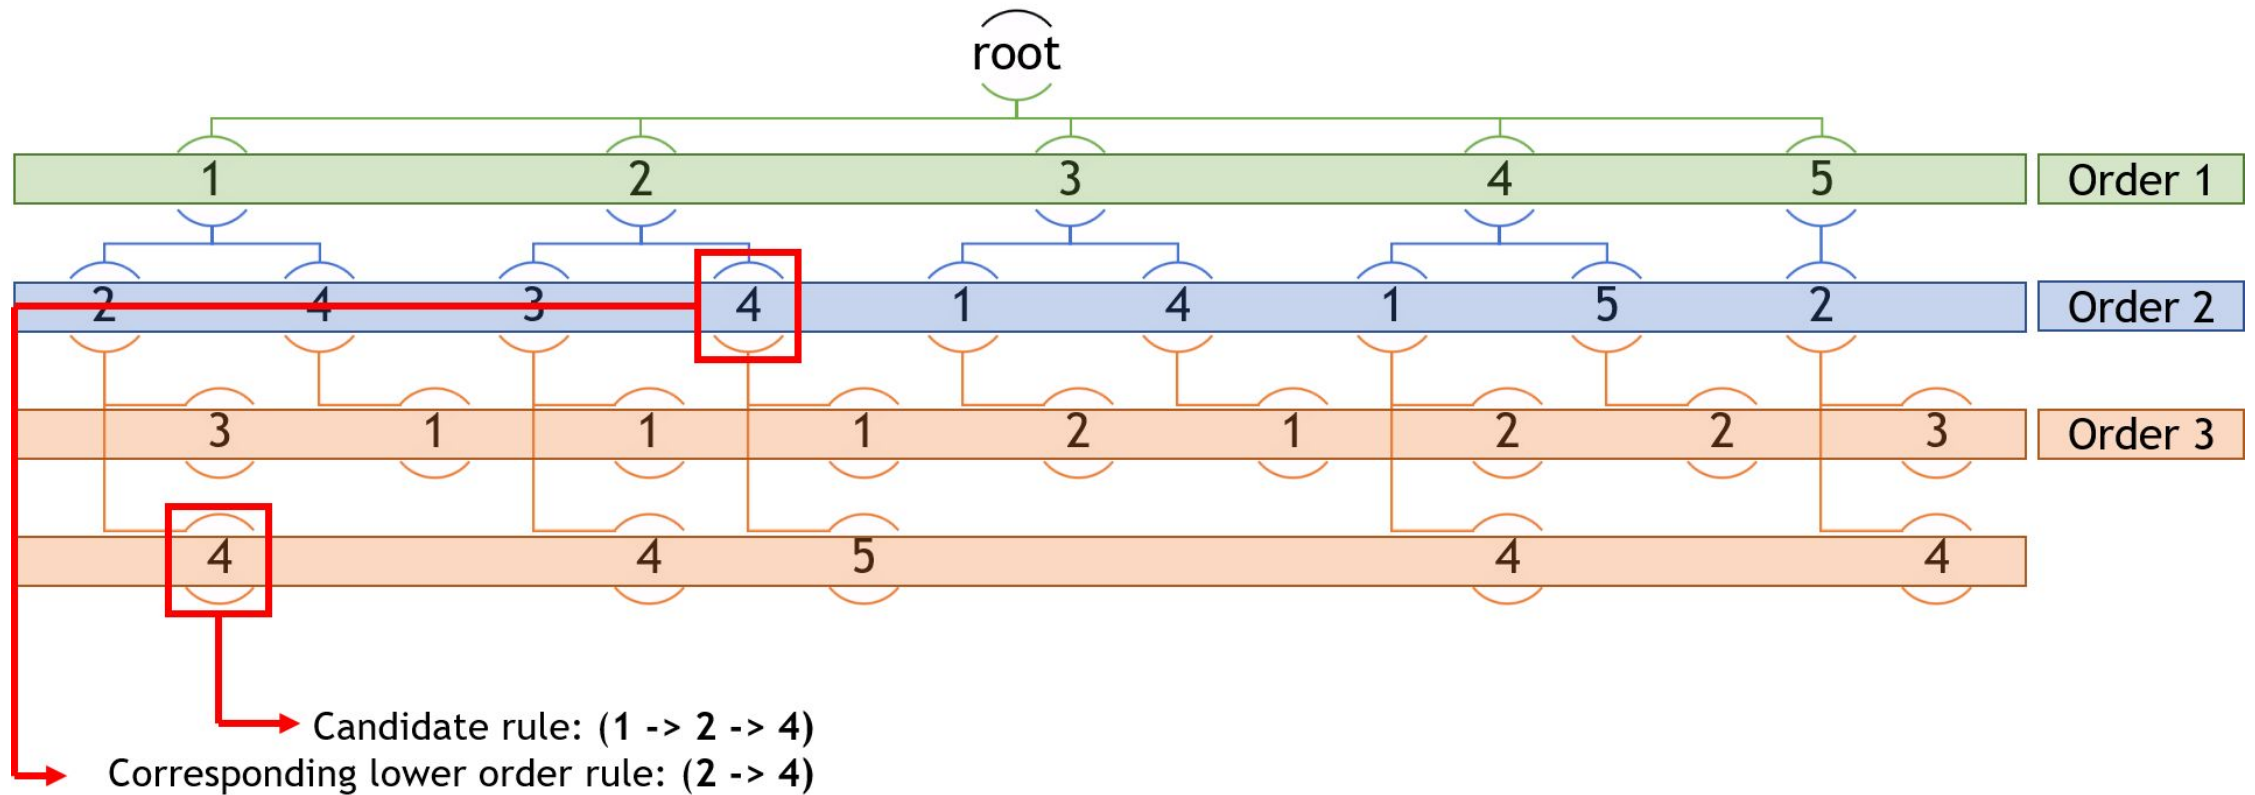 root
1 2 3 4 5 Order 1
2 4 3 4 1 4 1 5 2 Order 2
3 1 1 1 2 1 2 2 3 Order 3
4 4 5 4 4
Candidate rule: (1 -> 2 -> 4)
Corresponding lower order rule: (2 -> 4)